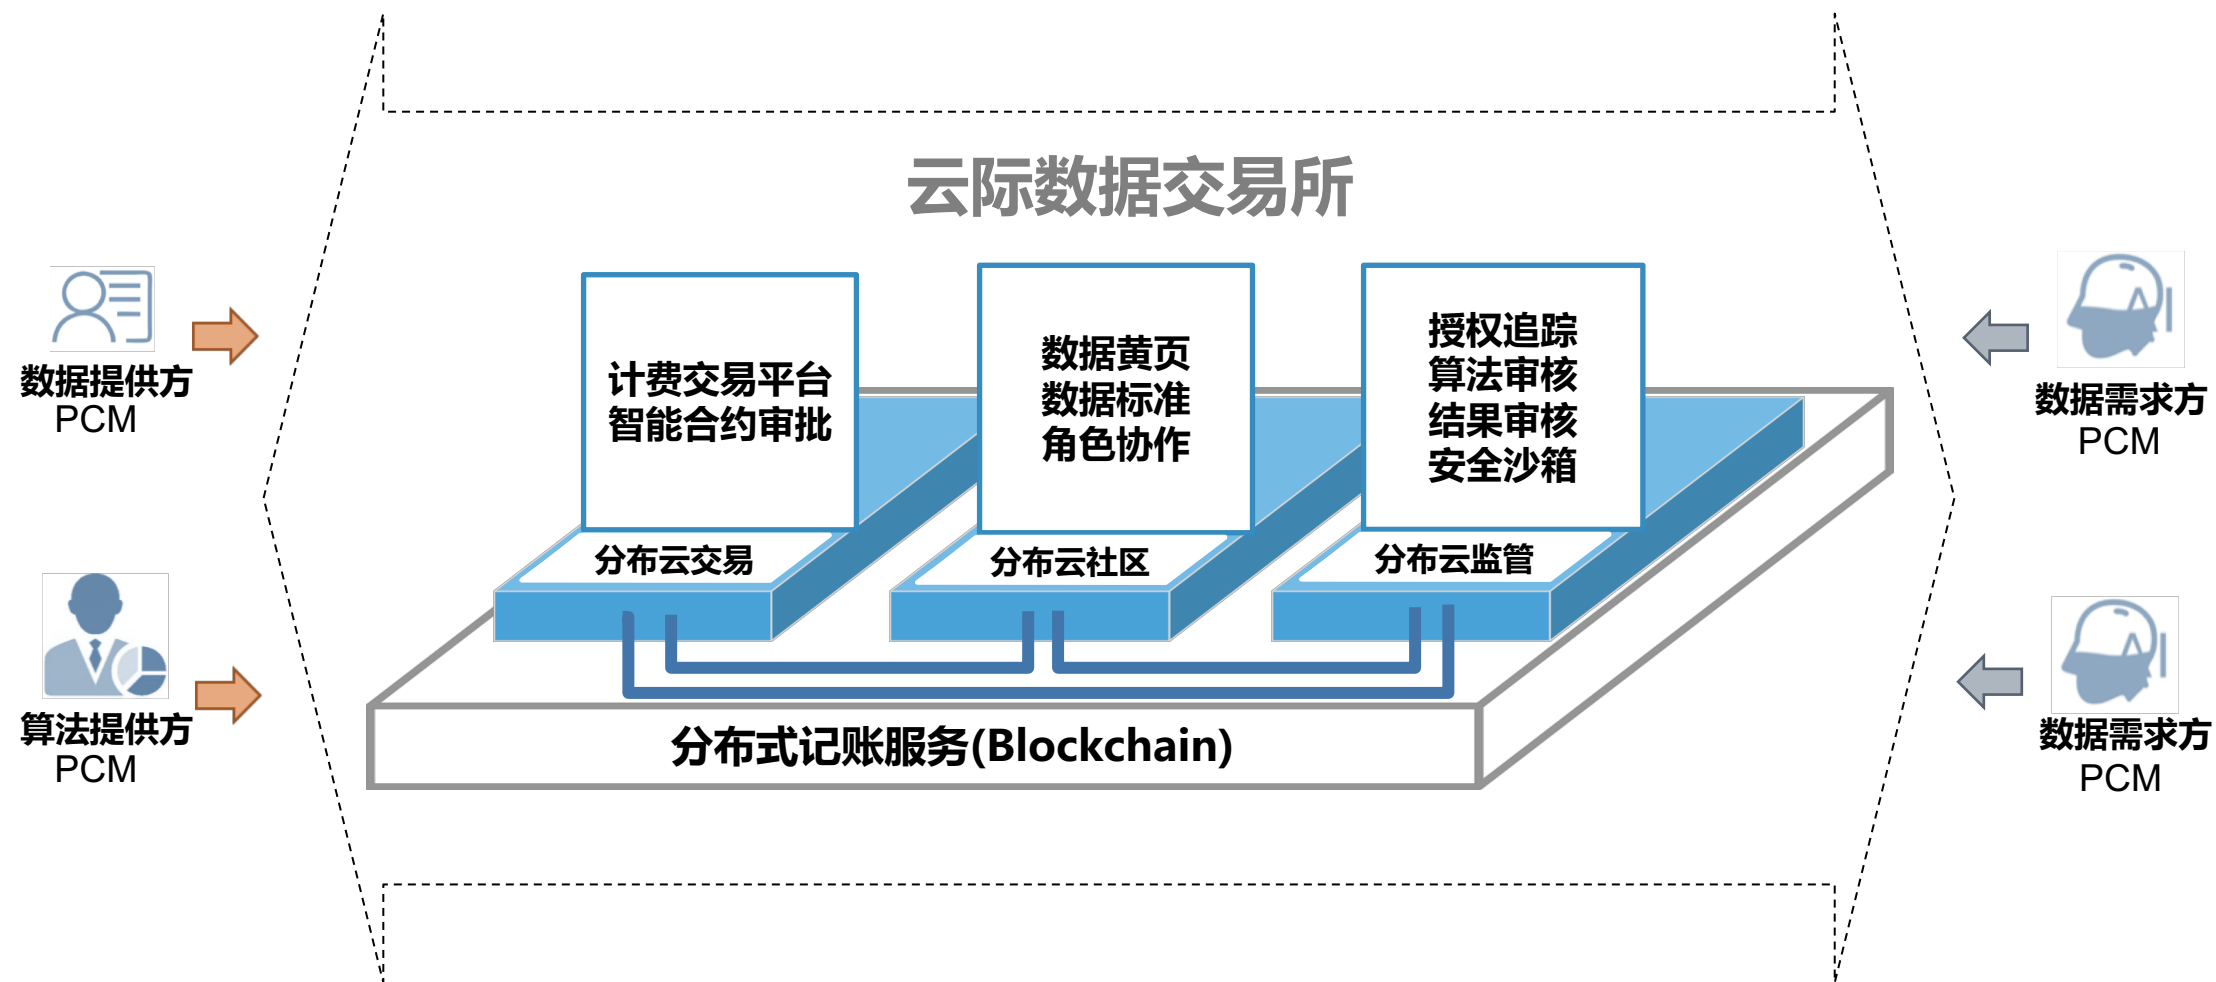 云际数据交易所
数据提供方
PCM
算法提供方
PCM
计费交易平台
智能合约审批
分布云交易
数据黄页
数据标准
角色协作
分布云社区
授权追踪
算法审核
结果审核
安全沙箱
分布云监管
分布式记账服务(Blockchain)
数据需求方
PCM
数据需求方
PCM